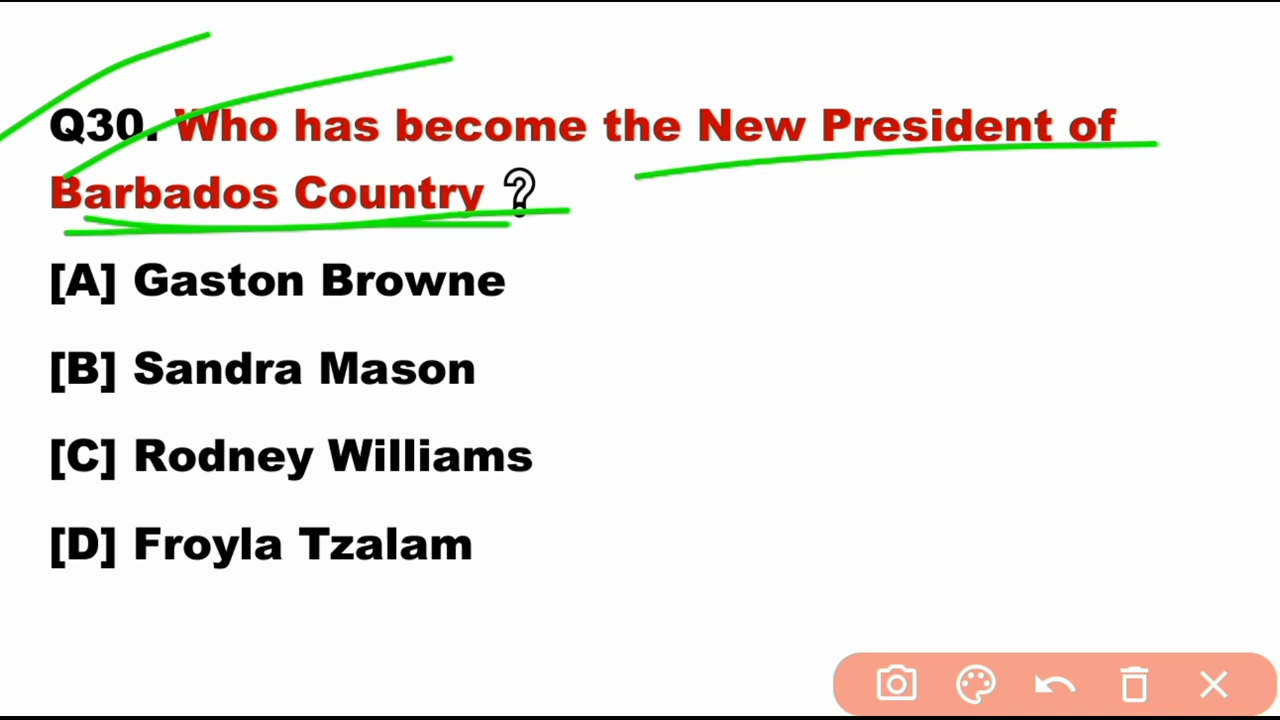 Q30. Who has become the New President of
Barbados Country ?
[A] Gaston Browne
[B] Sandra Mason
[C] Rodney Williams
[D] Froyla Tzalam